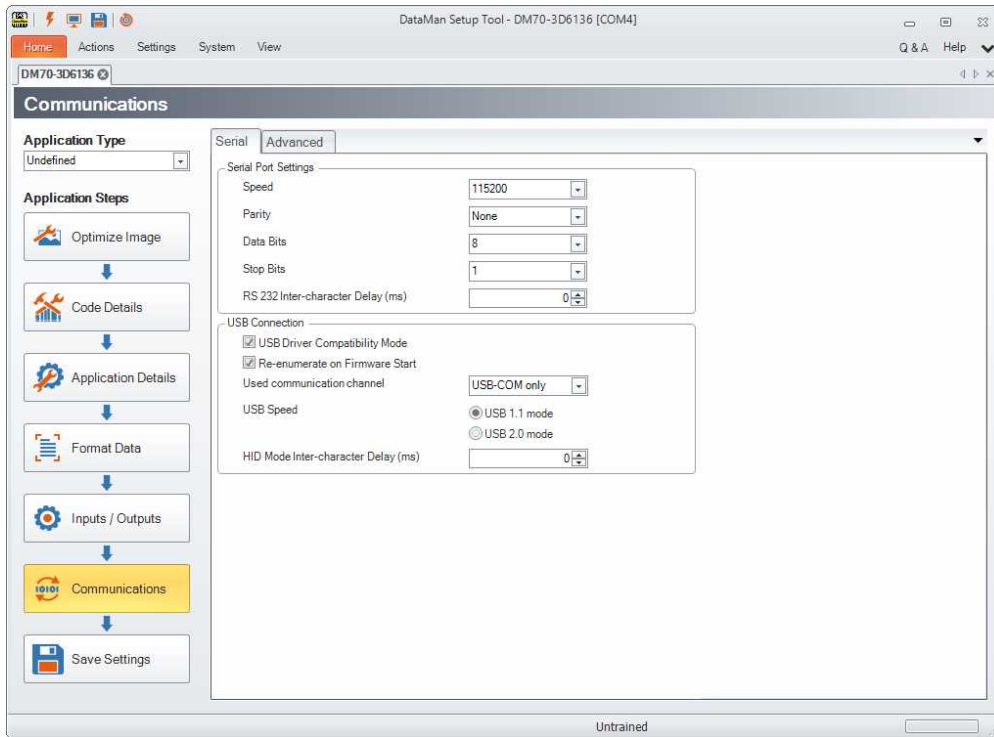 DataMan Setup Tool - DM70-3D6136 [COM4]
Home Actions Settings System View Q & A Help
DM70-3D6136
Communications
Application Type
Undefined
Application Steps
Optimize Image
Code Details
Application Details
Format Data
Inputs / Outputs
Communications
Save Settings
Serial Advanced
Serial Port Settings
Speed 115200
Parity None
Data Bits 8
Stop Bits 1
RS 232 Inter-character Delay (ms) 0
USB Connection
USB Driver Compatibility Mode
Re-enumerate on Firmware Start
Used communication channel USB-COM only
USB Speed USB 1.1 mode
USB 2.0 mode
HID Mode Inter-character Delay (ms) 0
Untrained